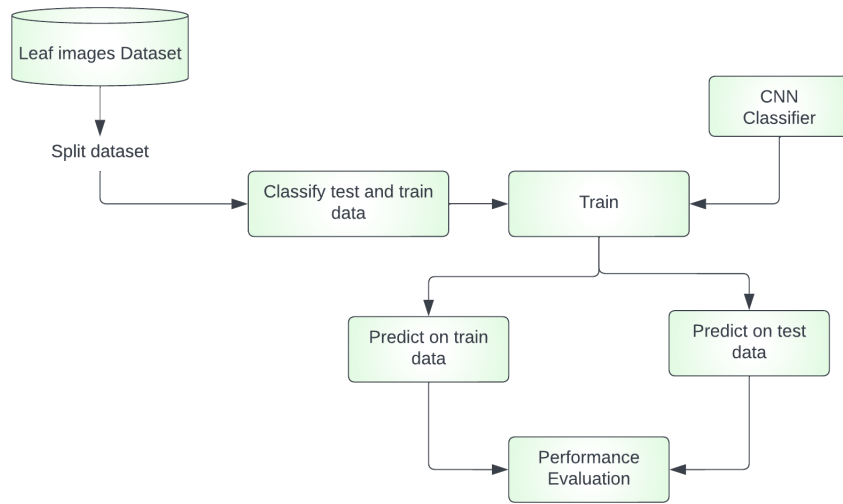 Leaf images Dataset
CNN
Classifier
Split dataset
Classify test and train
data
Train
Predict on train
data
Predict on test
data
Performance
Evaluation